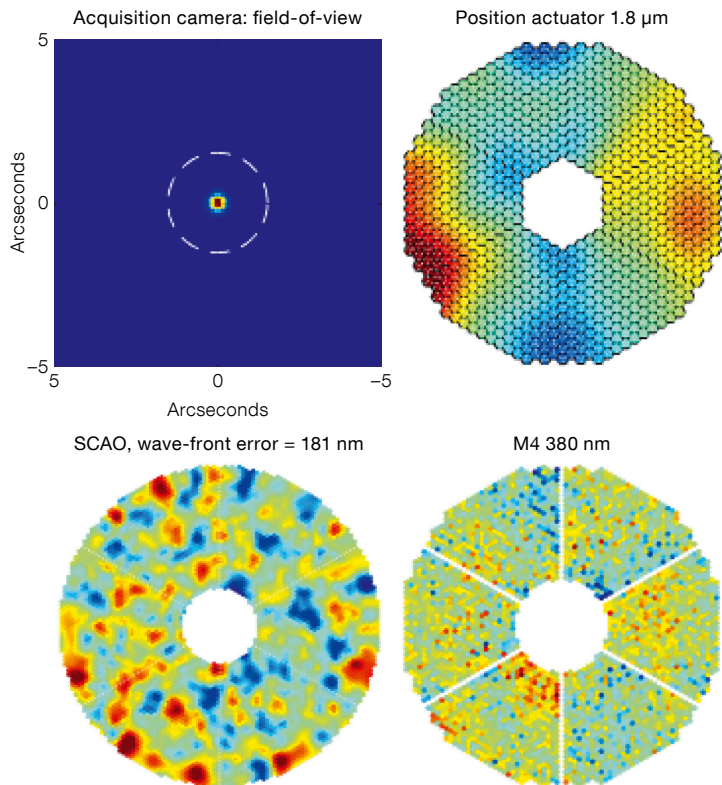 Acquisition camera: field-of-view
Position actuator 1.8 μm
5
Arcseconds
0
−5
5
0
−5
Arcseconds
SCAO, wave-front error = 181 nm
M4 380 nm